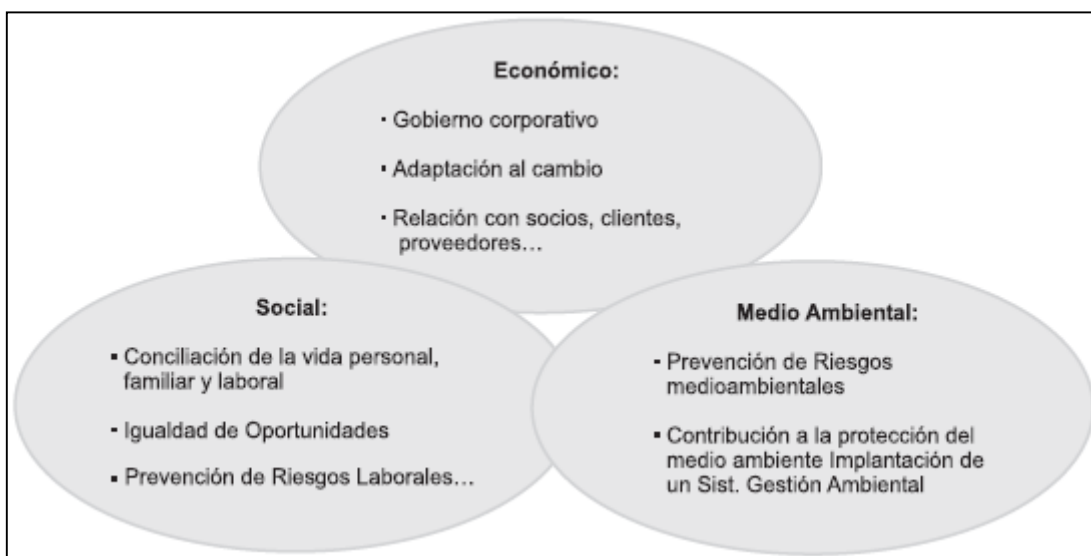 Económico:
· Gobierno corporativo
· Adaptación al cambio
· Relación con socios, clientes,
proveedores...
Social:
▪ Conciliación de la vida personal,
familiar y laboral
▪ Igualdad de Oportunidades
▪ Prevención de Riesgos Laborales...
Medio Ambiental:
▪ Prevención de Riesgos
medioambientales
▪ Contribución a la protección del
medio ambiente Implantación de
un Sist. Gestión Ambiental